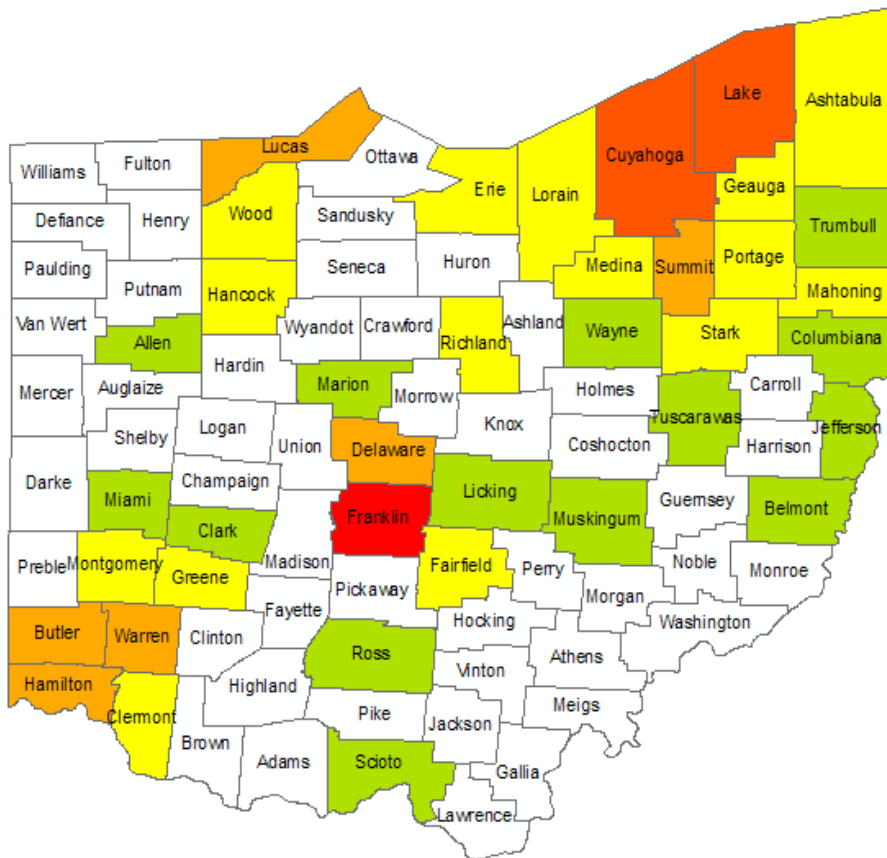 Lake
Ashtabula
Lucas
Cuyahoga
Ottawa
Fulton
Williams
Geauga
Erie
Lorain
Wood
Defiance
Henry
Sandusky
Trumbull
Portage
Huron
Medina
Summit
Seneca
Paulding
Putnam
Hancock
Mahoning
Van Wert
Wyandot
Crawford
Ashland
Wayne
Stark
Columbiana
Allen
Richland
Hardin
Marion
Carroll
Holmes
Mercer
Auglaize
Morrow
Tuscarawas
Knox
Logan
Jefferson
Shelby
Union
Coshocton
Harrison
Delaware
Champaign
Darke
Licking
Miami
Guemsey
Belmont
Franklin
Muskingum
Clark
Noble
Madison
Fairfield
Preble
Montgomery
Perry
Monroe
Greene
Pickaway
Morgan
Fayette
Hocking
Washington
Butler
Warren
Clinton
Ross
Athens
Vinton
Hamilton
Highland
Meigs
Clermont
Pike
Jackson
Brown
Adams
Scioto
Gallia
Lawrence